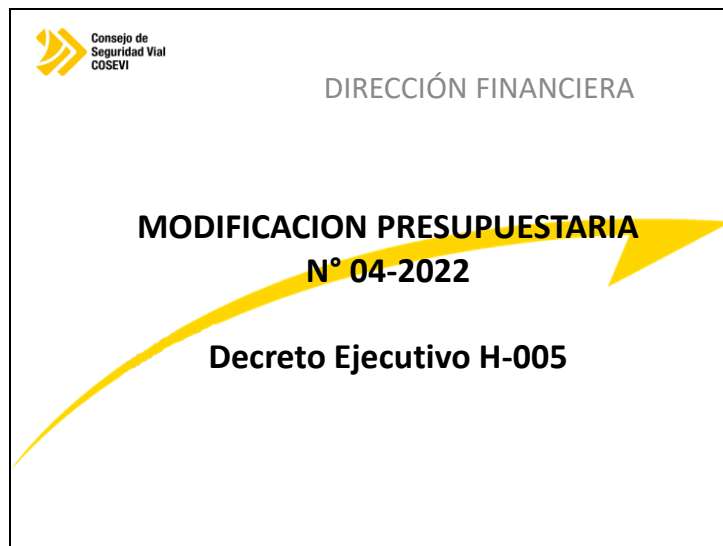 Consejo de
Seguridad Vial
COSEVI
DIRECCIÓN FINANCIERA
MODIFICACION PRESUPUESTARIA
N° 04-2022
Decreto Ejecutivo H-005